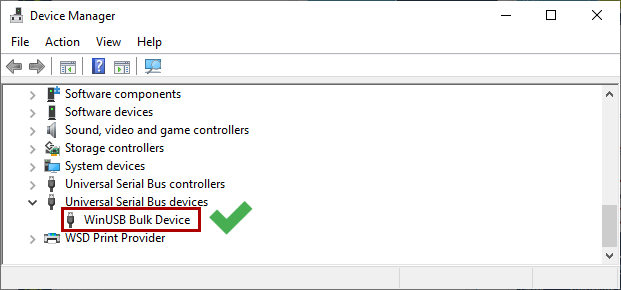 Device Manager
File Action View Help
Software components
Software devices
Sound, video and game controllers
Storage controllers
System devices
Universal Serial Bus controllers
Universal Serial Bus devices
WinUSB Bulk Device
WSD Print Provider